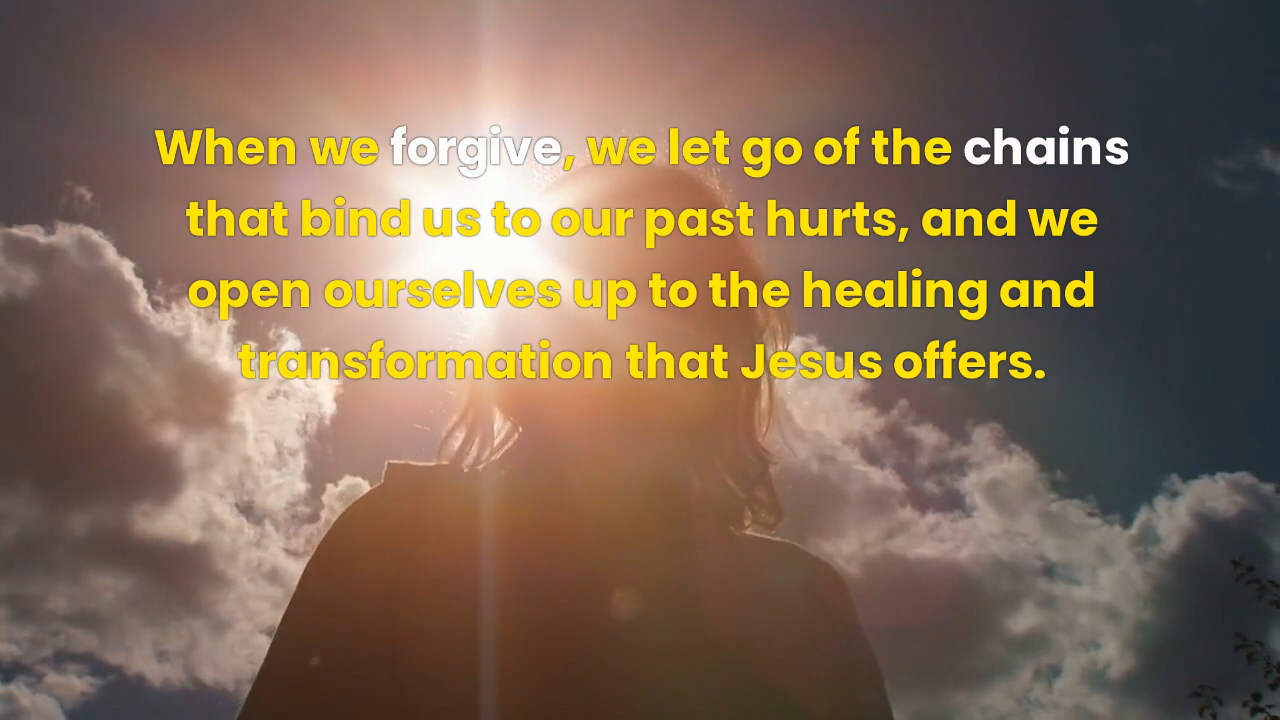 When we forgive, we let go of the chains
that bind us to our past hurts, and we
open ourselves up to the healing and
transformation that Jesus offers.